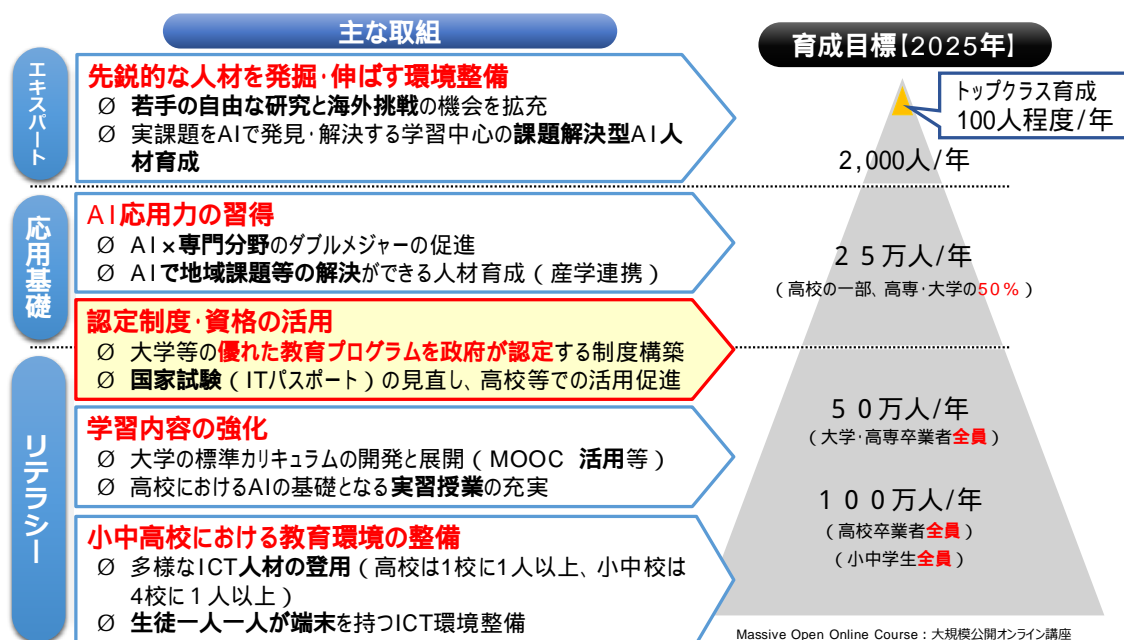 主な取組
育成目標【2025年】
エキスパート
先鋭的な人材を発掘・伸ばす環境整備
Ø 若手の自由な研究と海外挑戦の機会を拡充
Ø 実課題をAIで発見・解決する学習中心の課題解決型AI人
材育成
トップクラス育成
100人程度/年
2,000人/年
応用基礎
AI応用力の習得
Ø AI×専門分野のダブルメジャーの促進
Ø AIで地域課題等の解決ができる人材育成（産学連携）
25万人/年
（高校の一部、高専・大学の50%）
認定制度・資格の活用
Ø 大学等の優れた教育プログラムを政府が認定する制度構築
Ø 国家試験（ITパスポート）の見直し、高校等での活用促進
リテラシー
学習内容の強化
Ø 大学の標準カリキュラムの開発と展開（MOOC 活用等）
Ø 高校におけるAIの基礎となる実習授業の充実
50万人/年
（大学・高専卒業者全員）
小中高校における教育環境の整備
Ø 多様なICT人材の登用（高校は1校に1人以上、小中校は
4校に1人以上）
Ø 生徒一人一人が端末を持つICT環境整備
100万人/年
（高校卒業者全員）
（小中学生全員）
Massive Open Online Course：大規模公開オンライン講座